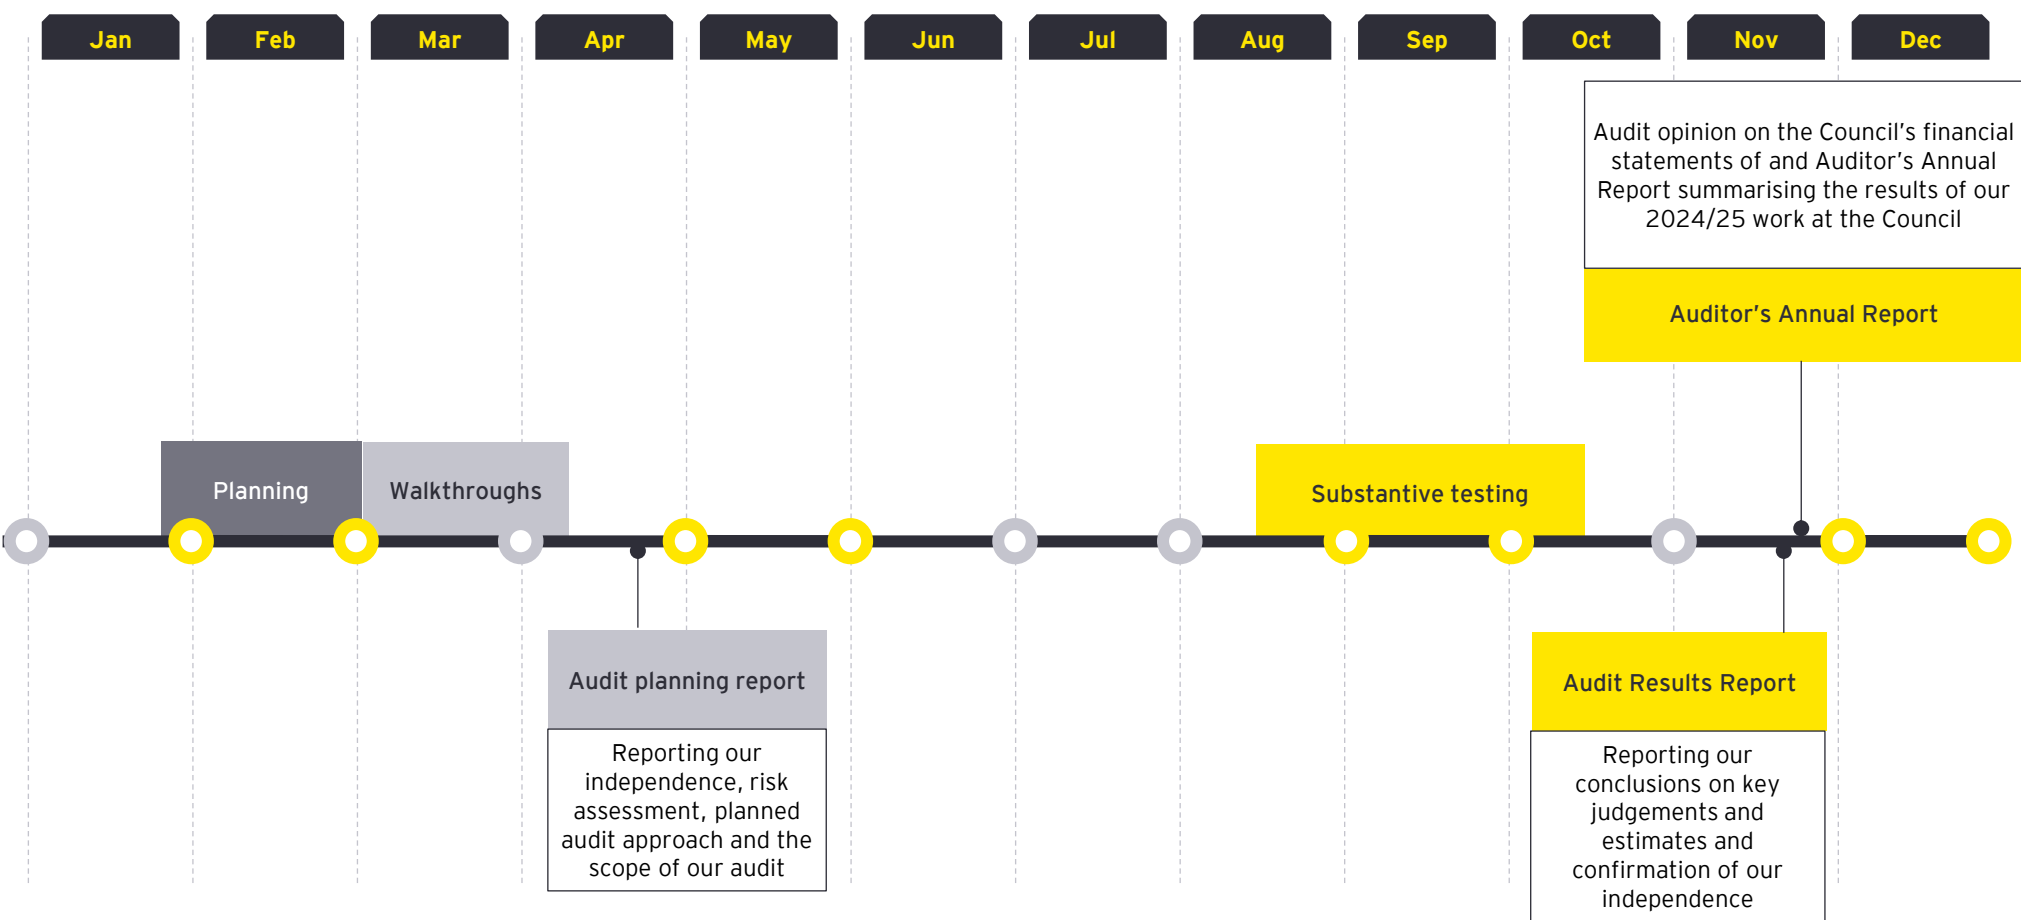 Jan
Feb
Mar
Apr
May
Jun
Jul
Aug
Sep
Oct
Nov
Dec
Audit opinion on the Council’s financial
statements of and Auditor’s Annual
Report summarising the results of our
2024/25 work at the Council
Auditor’s Annual Report
Planning
Walkthroughs
Substantive testing
Audit planning report
Reporting our
independence, risk
assessment, planned
audit approach and the
scope of our audit
Audit Results Report
Reporting our
conclusions on key
judgements and
estimates and
confirmation of our
independence